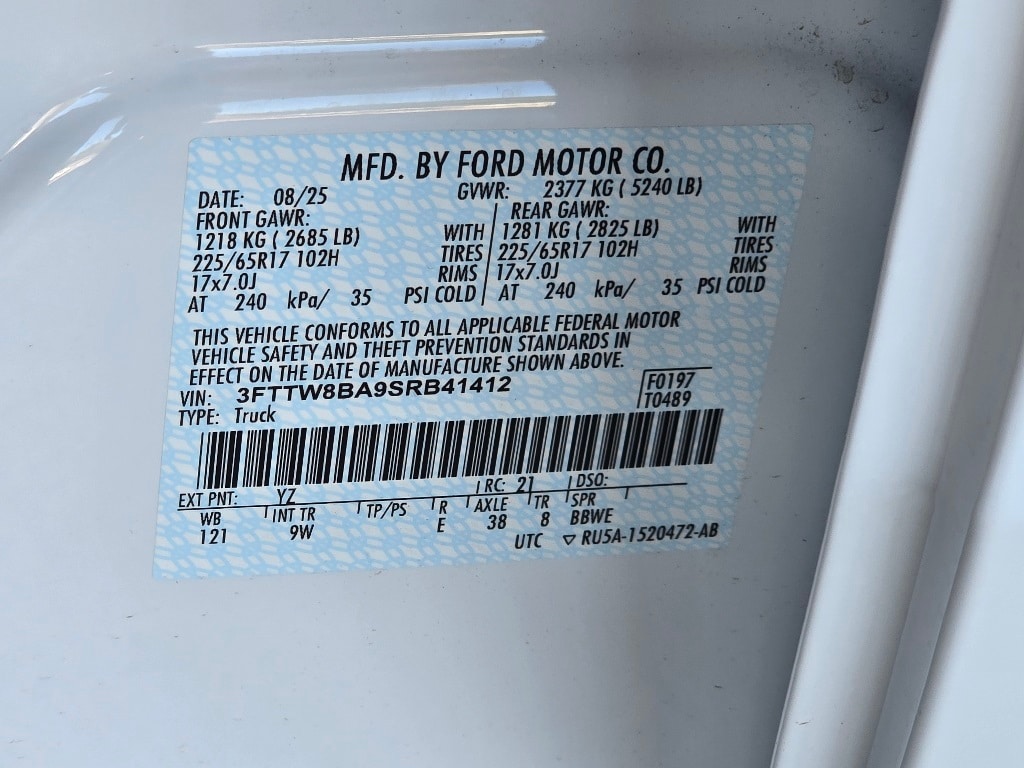 MFD. BY FORD MOTOR CO.
DATE: 08/25 GVWR: 2377 KG ( 5240 LB)
FRONT GAWR: REAR GAWR:
1218 KG ( 2685 LB) WITH 1281 KG ( 2825 LB) WITH
225/65R17 102H TIRES 225/65R17 102H TIRES
17x7.0J RIMS 17x7.0J RIMS
AT 240 kPa/ 35 PSI COLD AT 240 kPa/ 35 PSI COLD
THIS VEHICLE CONFORMS TO ALL APPLICABLE FEDERAL MOTOR
VEHICLE SAFETY AND THEFT PREVENTION STANDARDS IN
EFFECT ON THE DATE OF MANUFACTURE SHOWN ABOVE.
VIN: 3FTTW8BA9SRB41412 F0197
TYPE: Truck T0489
EXT PNT: YZ RC: 21 DSO:
WB INT TR TP/PS R AXLE TR SPR
121 9W E 38 8 BBWE
UTC ▽ RU5A-1520472-AB